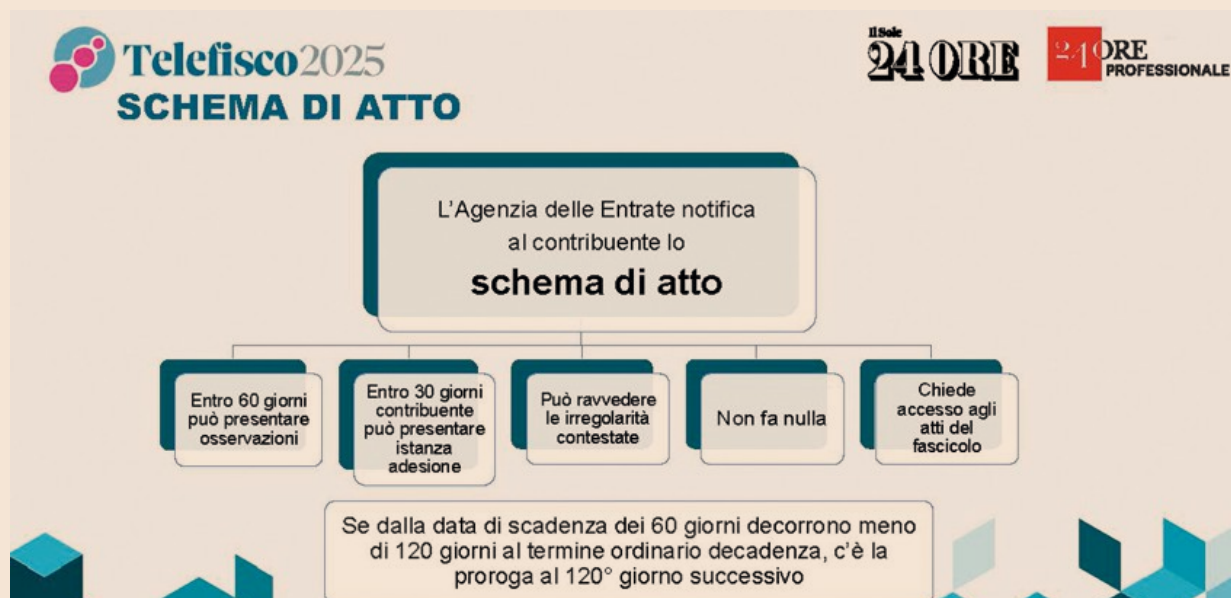 Telefisco2025
SCHEMA DI ATTO
Il Sole
24 ORE
24 ORE
PROFESSIONALE
L'Agenzia delle Entrate notifica
al contribuente lo
schema di atto
Entro 60 giorni
può presentare
osservazioni
Entro 30 giorni
contribuente
può presentare
istanza
adesione
Può ravvedere
le irregolarità
contestate
Non fa nulla
Chiede
accesso agli
atti del
fascicolo
Se dalla data di scadenza dei 60 giorni decorrono meno
di 120 giorni al termine ordinario decadenza, c'è la
proroga al 120° giorno successivo